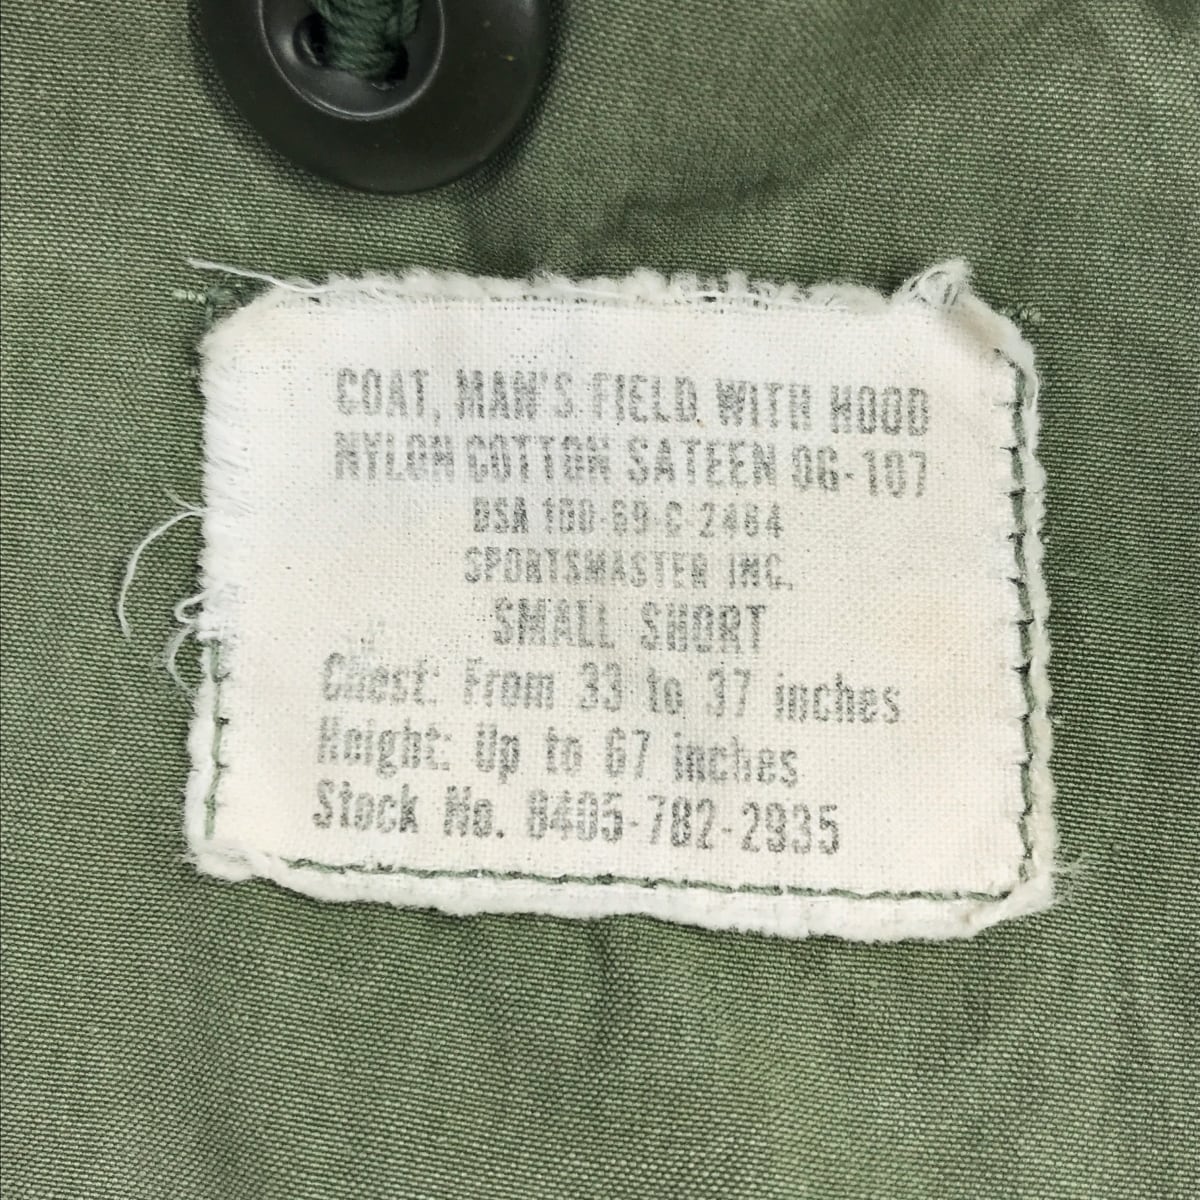 COAT, MAN'S FIELD WITH HOOD
NYLON COTTON SATEEN OG-107
DSA 100-69-C-2464
SPORTSMASTER INC.
SMALL SHORT
Chest: From 33 to 37 inches
Height: Up to 67 inches
Stock No. 8405-782-2935